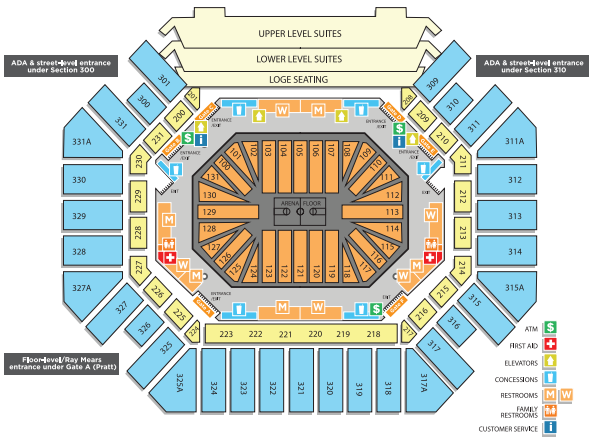 UPPER LEVEL SUITES
LOWER LEVEL SUITES
LOGE SEATING
ADA & street-level entrance
under Section 300
ADA & street-level entrance
under Section 310
301
300
331
331A
330
329
328
327A
327
326
325
325A
324
323
322
321
320
319
318
317A
317
316
315
315A
314
313
312
311A
311
310
309
201
200
231
230
229
228
227
226
225
223
222
221
220
219
218
217
216
215
214
213
212
211
210
209
208
ENTRANCE
/EXIT
ENTRANCE
/EXIT
ENTRANCE
/EXIT
ENTRANCE
/EXIT
EXIT
EXIT
W
M
M
W
W
M
100
102
103
104
105
106
107
108
109
110
111
112
113
114
115
116
117
118
119
120
121
122
123
124
125
126
127
128
129
130
131
ARENA FLOOR
ENTRANCE
/EXIT
ENTRANCE
/EXIT
W
M
M
W
M
W
Floor-level/Ray Mears
entrance under Gate A (Pratt)
ATM $
FIRST AID
ELEVATORS
CONCESSIONS
RESTROOMS M W
FAMILY
RESTROOMS
CUSTOMER SERVICE i